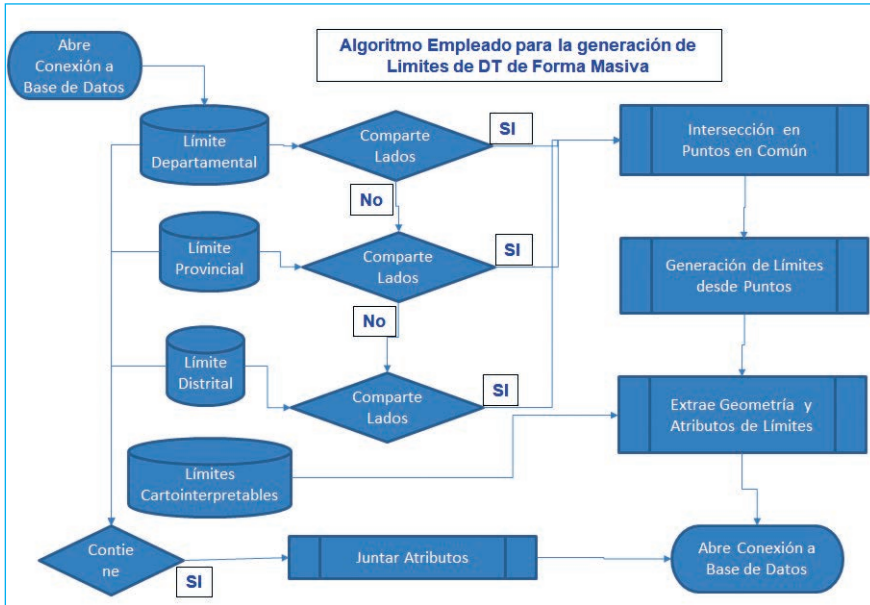 Abre
Conexión a
Base de Datos
Algoritmo Empleado para la generación de
Limites de DT de Forma Masiva
Límite
Departamental
Comparte
Lados
SI
Intersección en
Puntos en Común
No
Límite
Provincial
Comparte
Lados
SI
Generación de Límites
desde Puntos
No
Límite
Distrital
Comparte
Lados
SI
Extrae Geometría y
Atributos de Límites
Límites
Cartointerpretables
Contie
ne
SI
Juntar Atributos
Abre Conexión a
Base de Datos